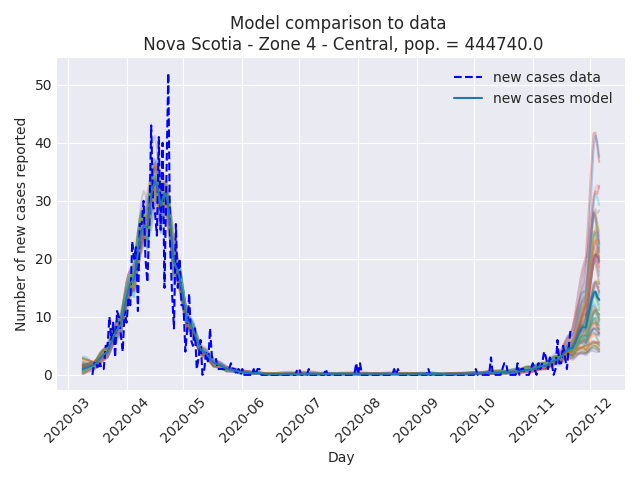 Model comparison to data
Nova Scotia - Zone 4 - Central, pop. = 444740.0
new cases data
new cases model
Number of new cases reported
50
40
30
20
10
0
2020-03
2020-04
2020-05
2020-06
2020-07
2020-08
2020-09
2020-10
2020-11
2020-12
Day